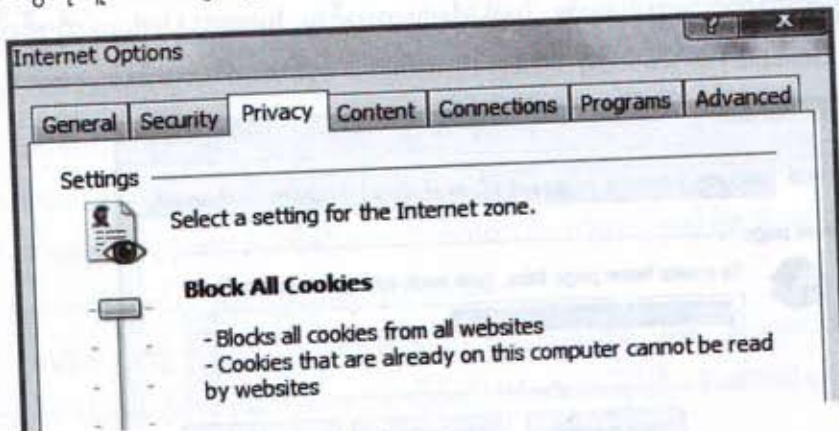 Internet Options
General Security Privacy Content Connections Programs Advanced
Settings
Select a setting for the Internet zone.
Block All Cookies
- Blocks all cookies from all websites
- Cookies that are already on this computer cannot be read
by websites